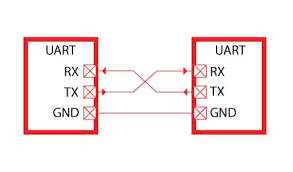 UART UART
RX RX
TX TX
GND GND